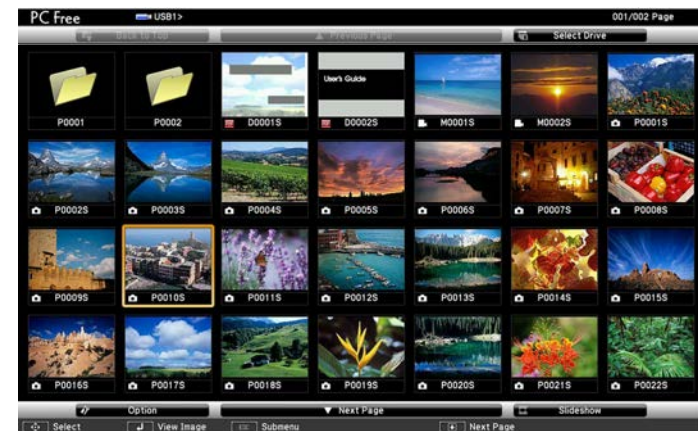 PC Free USB1> 001/002 Page
Back to Top Previous Page Select Drive
User's Guide
P0001 P0002 D0001S D0002S M0001S M0002S P0001S
P0002S P0003S P0004S P0005S P0006S P0007S P0008S
P0009S P0010S P0011S P0012S P0013S P0014S P0015S
P0016S P0017S P0018S P0019S P0020S P0021S P0022S
Option Next Page Slideshow
Select View Image Submenu Next Page